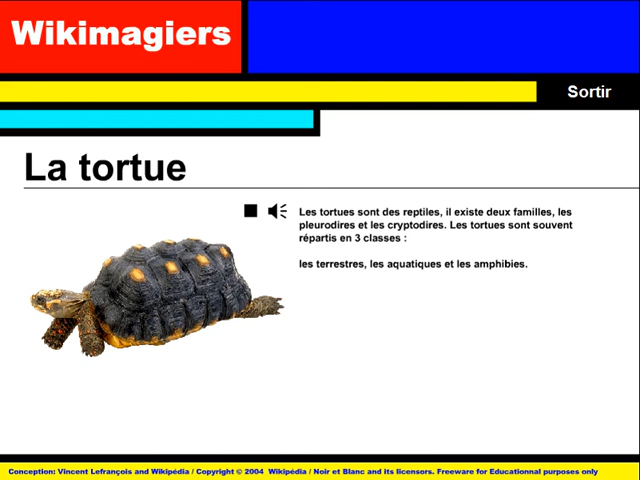 Wikimagiers
Sortir
La tortue
Les tortues sont des reptiles, il existe deux familles, les
pleurodires et les cryptodires. Les tortues sont souvent
répartis en 3 classes :
les terrestres, les aquatiques et les amphibies.
Conception: Vincent Lefrançois and Wikipédia / Copyright © 2004 Wikipédia / Noir et Blanc and its licensors. Freeware for Educationnal purposes only